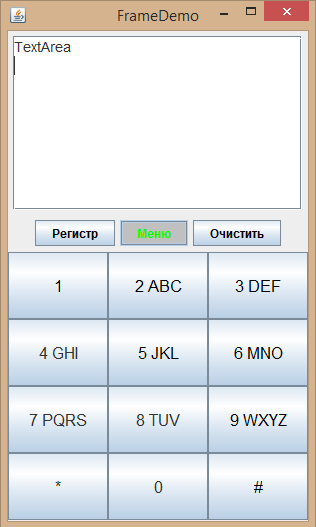 FrameDemo
TextArea
Регистр Меню Очистить
1 2 ABC 3 DEF
4 GHI 5 JKL 6 MNO
7 PQRS 8 TUV 9 WXYZ
* 0 #